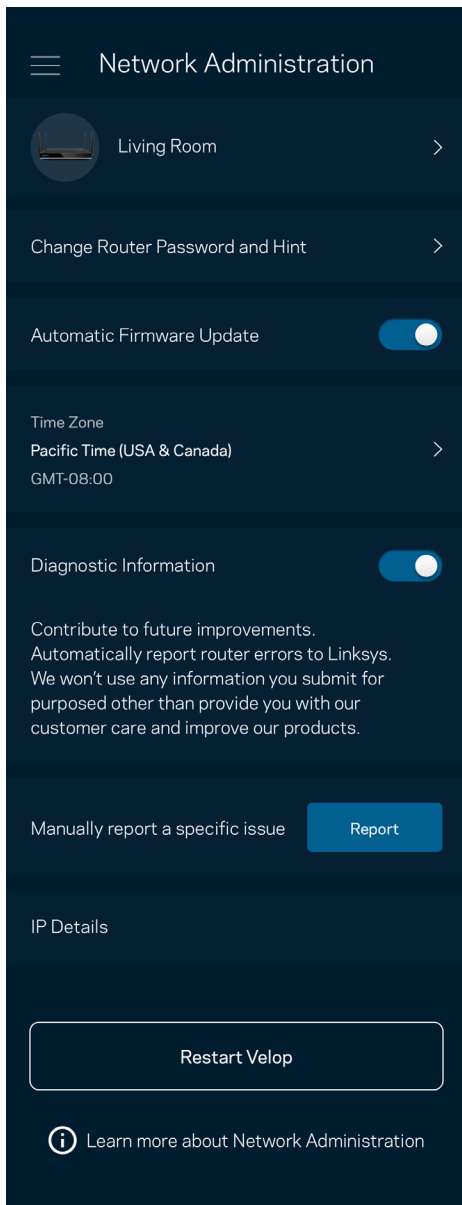 Network Administration
Living Room
Change Router Password and Hint
Automatic Firmware Update
Time Zone
Pacific Time (USA & Canada)
GMT-08:00
Diagnostic Information
Contribute to future improvements.
Automatically report router errors to Linksys.
We won't use any information you submit for
purposed other than provide you with our
customer care and improve our products.
Manually report a specific issue
Report
IP Details
Restart Velop
Learn more about Network Administration